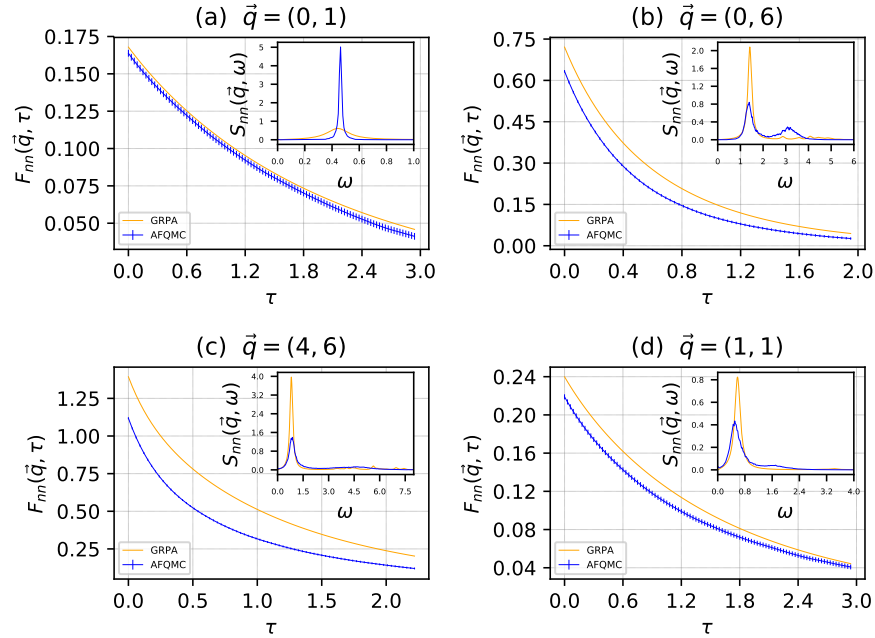 (a) q⃗ = (0, 1)
0.175
0.150
0.125
0.100
0.075
0.050
F_nn(q⃗, τ)
0.0 0.6 1.2 1.8 2.4 3.0
τ
GRPA
AFQMC
S_nn(q⃗, ω)
5
4
3
2
1
0
0.0 0.2 0.4 0.6 0.8 1.0
ω
(b) q⃗ = (0, 6)
0.75
0.60
0.45
0.30
0.15
0.00
F_nn(q⃗, τ)
0.0 0.4 0.8 1.2 1.6 2.0
τ
GRPA
AFQMC
S_nn(q⃗, ω)
2.0
1.6
1.2
0.8
0.4
0.0
0 1 2 3 4 5 6
ω
(c) q⃗ = (4, 6)
1.25
1.00
0.75
0.50
0.25
F_nn(q⃗, τ)
0.0 0.5 1.0 1.5 2.0
τ
GRPA
AFQMC
S_nn(q⃗, ω)
4.0
3.2
2.4
1.6
0.8
0.0
0.0 1.5 3.0 4.5 6.0 7.5
ω
(d) q⃗ = (1, 1)
0.24
0.20
0.16
0.12
0.08
0.04
F_nn(q⃗, τ)
0.0 0.6 1.2 1.8 2.4 3.0
τ
GRPA
AFQMC
S_nn(q⃗, ω)
0.8
0.6
0.4
0.2
0.0
0.0 0.8 1.6 2.4 3.2 4.0
ω